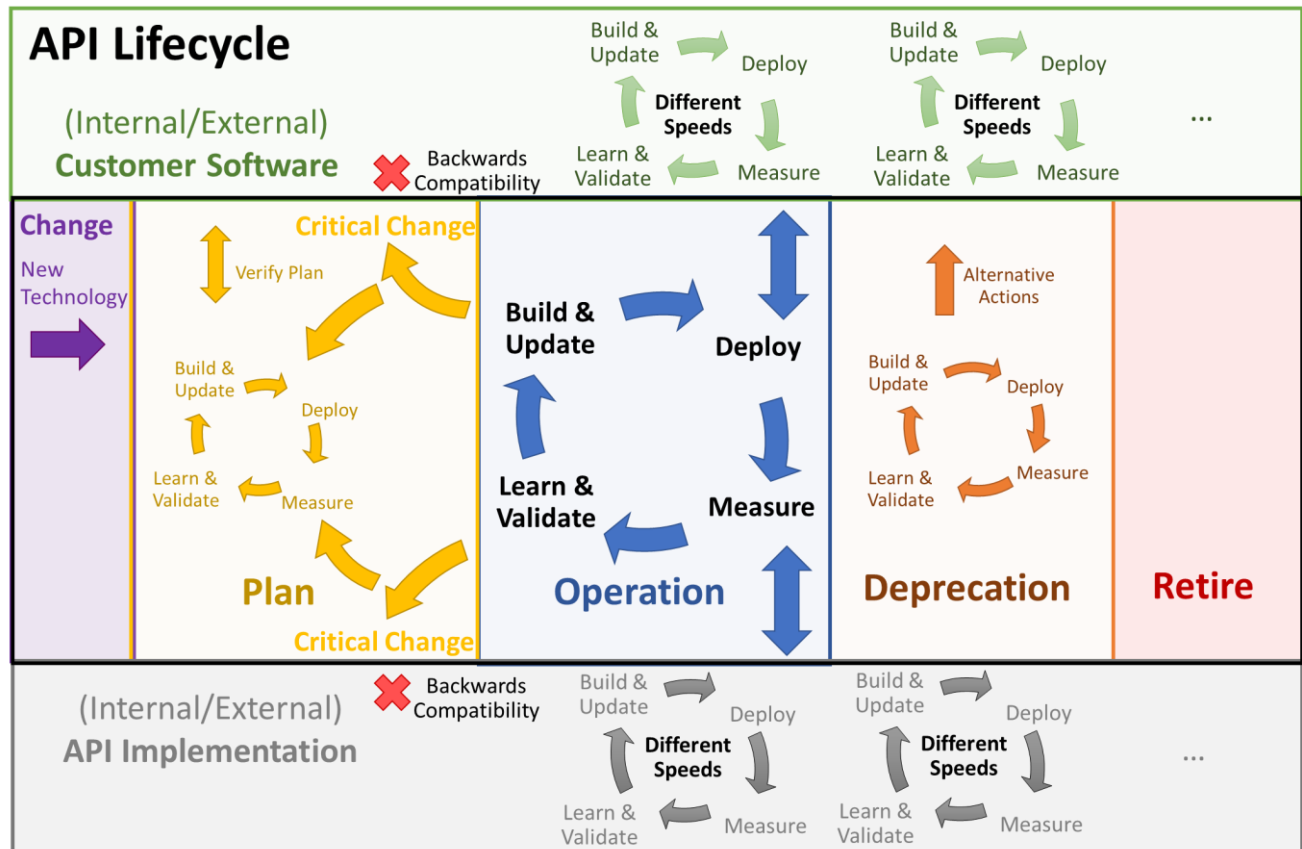 API Lifecycle
(Internal/External)
Customer Software
Backwards
Compatibility
Build &
Update
Deploy
Different
Speeds
Learn &
Validate
Measure
Build &
Update
Deploy
Different
Speeds
Learn &
Validate
Measure
...
Change
New
Technology
Critical Change
Verify Plan
Build &
Update
Deploy
Learn &
Validate
Measure
Plan
Critical Change
Build &
Update
Deploy
Learn &
Validate
Measure
Operation
Alternative
Actions
Build &
Update
Deploy
Learn &
Validate
Measure
Deprecation
Retire
(Internal/External)
API Implementation
Backwards
Compatibility
Build &
Update
Deploy
Different
Speeds
Learn &
Validate
Measure
Build &
Update
Deploy
Different
Speeds
Learn &
Validate
Measure
...